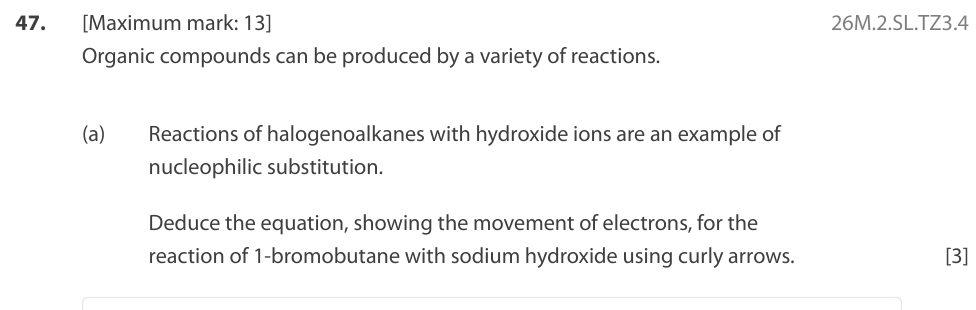 47. [Maximum mark: 13] 26M.2.SL.TZ3.4
Organic compounds can be produced by a variety of reactions.
(a) Reactions of halogenoalkanes with hydroxide ions are an example of
nucleophilic substitution.
Deduce the equation, showing the movement of electrons, for the
reaction of 1-bromobutane with sodium hydroxide using curly arrows. [3]